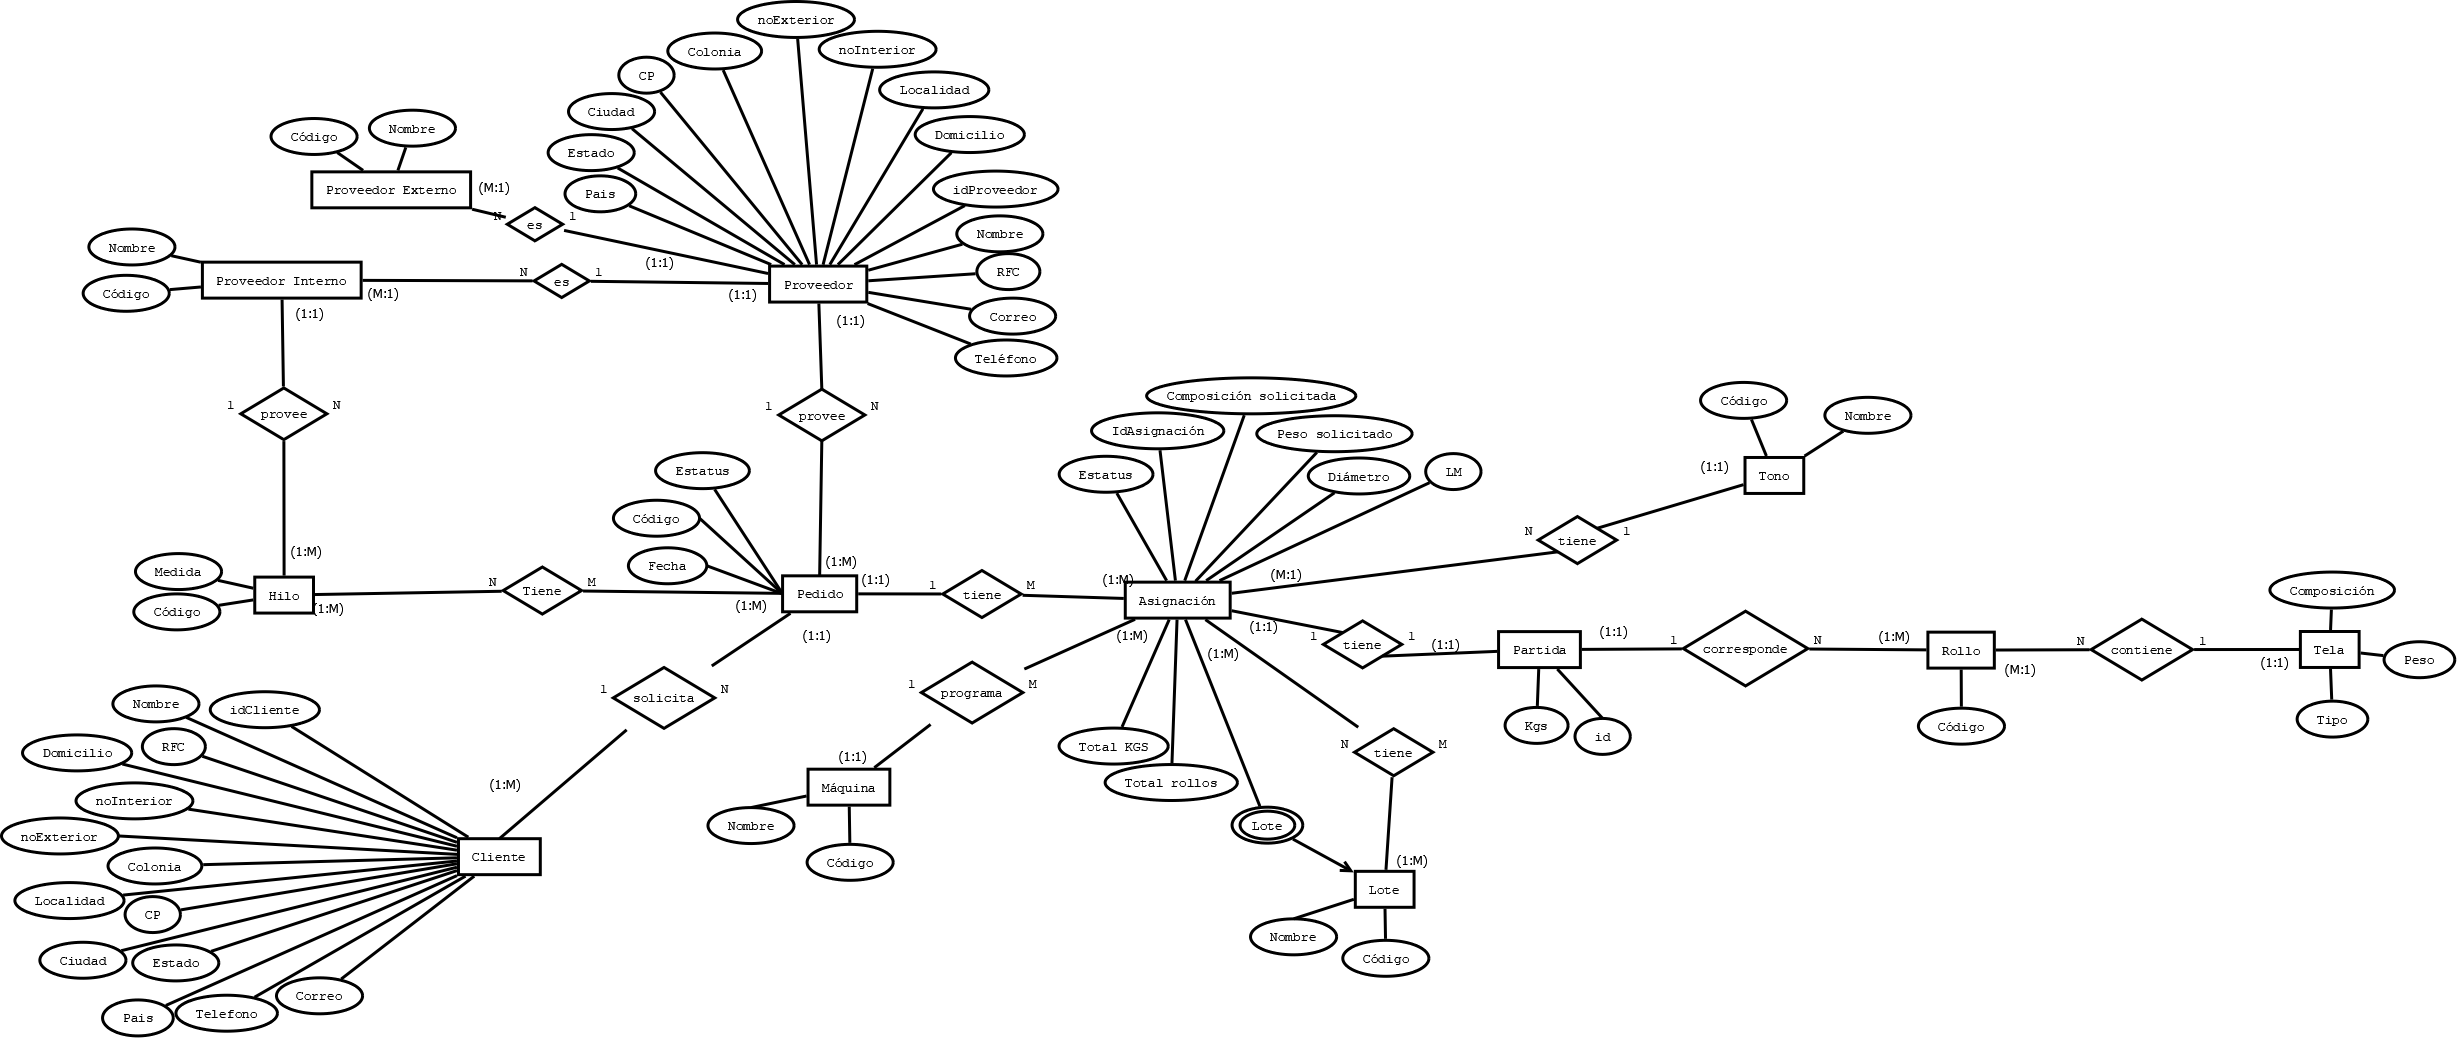 noExterior
Colonia
noInterior
CP
Localidad
Ciudad
Domicilio
Estado
Pais
idProveedor
Nombre
RFC
Correo
Teléfono
Proveedor
Código
Nombre
Proveedor Externo
(M:1)
N
es
1
(1:1)
Nombre
Código
Proveedor Interno
(M:1)
N
es
1
(1:1)
(1:1)
(1:1)
1
provee
N
1
provee
N
(1:M)
(1:M)
Medida
Código
Hilo
(1:M)
N
Tiene
M
(1:M)
Estatus
Código
Fecha
Pedido
(1:1)
(1:1)
1
tiene
M
(1:M)
Composición solicitada
IdAsignación
Peso solicitado
Estatus
Diámetro
LM
Asignación
(M:1)
N
tiene
1
(1:1)
Código
Nombre
Tono
(1:1)
1
tiene
1
(1:1)
Partida
Kgs
id
(1:1)
1
corresponde
N
(1:M)
Rollo
Código
(M:1)
N
contiene
1
(1:1)
Composición
Tela
Peso
Tipo
1
solicita
N
(1:M)
(1:M)
1
programa
M
(1:1)
Máquina
Nombre
Código
Total KGS
Total rollos
(1:M)
Lote
N
tiene
M
(1:M)
Lote
Nombre
Código
Nombre
idCliente
RFC
Domicilio
noInterior
noExterior
Colonia
Cliente
Localidad
CP
Ciudad
Estado
Correo
Pais
Telefono